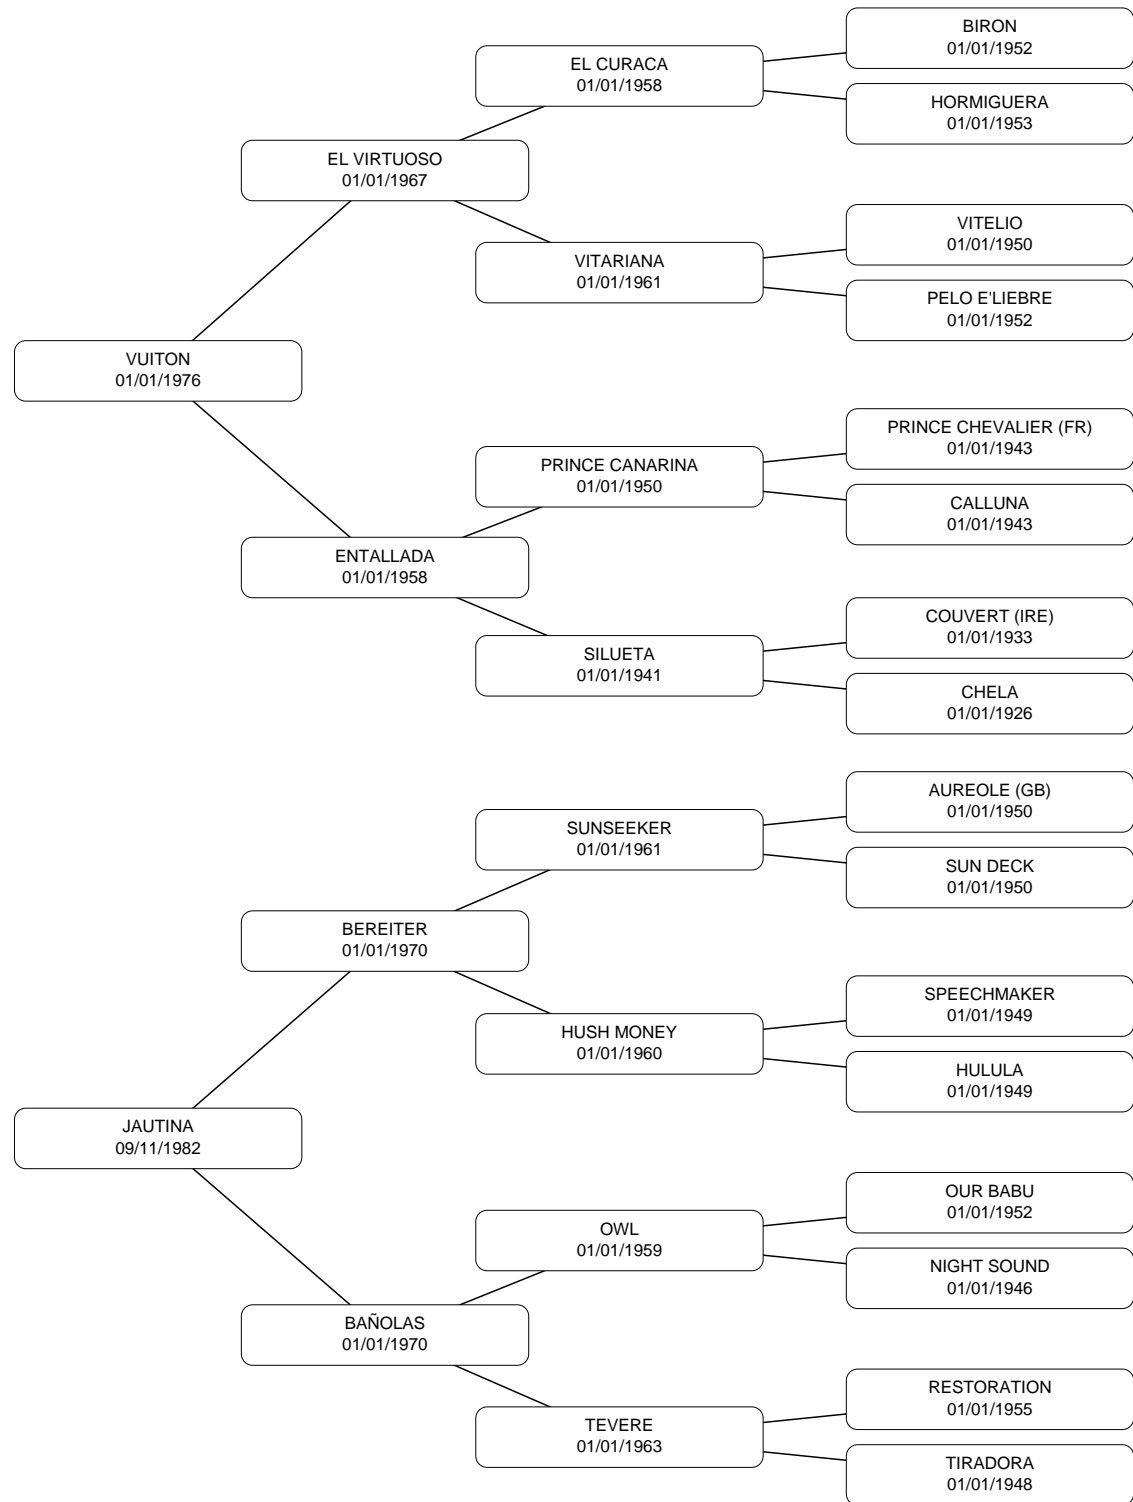 BIRON
01/01/1952
EL CURACA
01/01/1958
HORMIGUERA
01/01/1953
EL VIRTUOSO
01/01/1967
VITELIO
01/01/1950
VITARIANA
01/01/1961
PELO E'LIEBRE
01/01/1952
VUITON
01/01/1976
PRINCE CHEVALIER (FR)
01/01/1943
PRINCE CANARINA
01/01/1950
CALLUNA
01/01/1943
ENTALLADA
01/01/1958
COUVERT (IRE)
01/01/1933
SILUETA
01/01/1941
CHELA
01/01/1926
AUREOLE (GB)
01/01/1950
SUNSEEKER
01/01/1961
SUN DECK
01/01/1950
BEREITER
01/01/1970
SPEECHMAKER
01/01/1949
HUSH MONEY
01/01/1960
HULULA
01/01/1949
JAUTINA
09/11/1982
OUR BABU
01/01/1952
OWL
01/01/1959
NIGHT SOUND
01/01/1946
BAÑOLAS
01/01/1970
RESTORATION
01/01/1955
TEVERE
01/01/1963
TIRADORA
01/01/1948